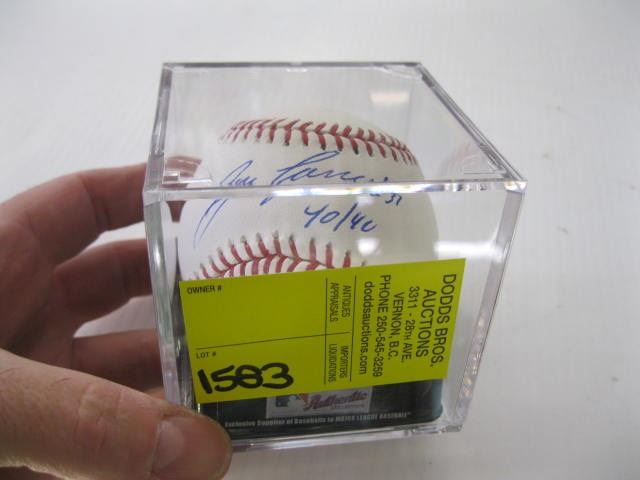 40/40
OWNER #
LOT #
1583
ANTIQUES
APPRAISALS
IMPORTERS
LIQUIDATIONS
DODDS BROS.
AUCTIONS
3311 - 28TH AVE.
VERNON, B.C.
PHONE 250-545-3259
doddsauctions.com
Authentic
Exclusive Supplier of Baseballs to MAJOR LEAGUE BASEBALL